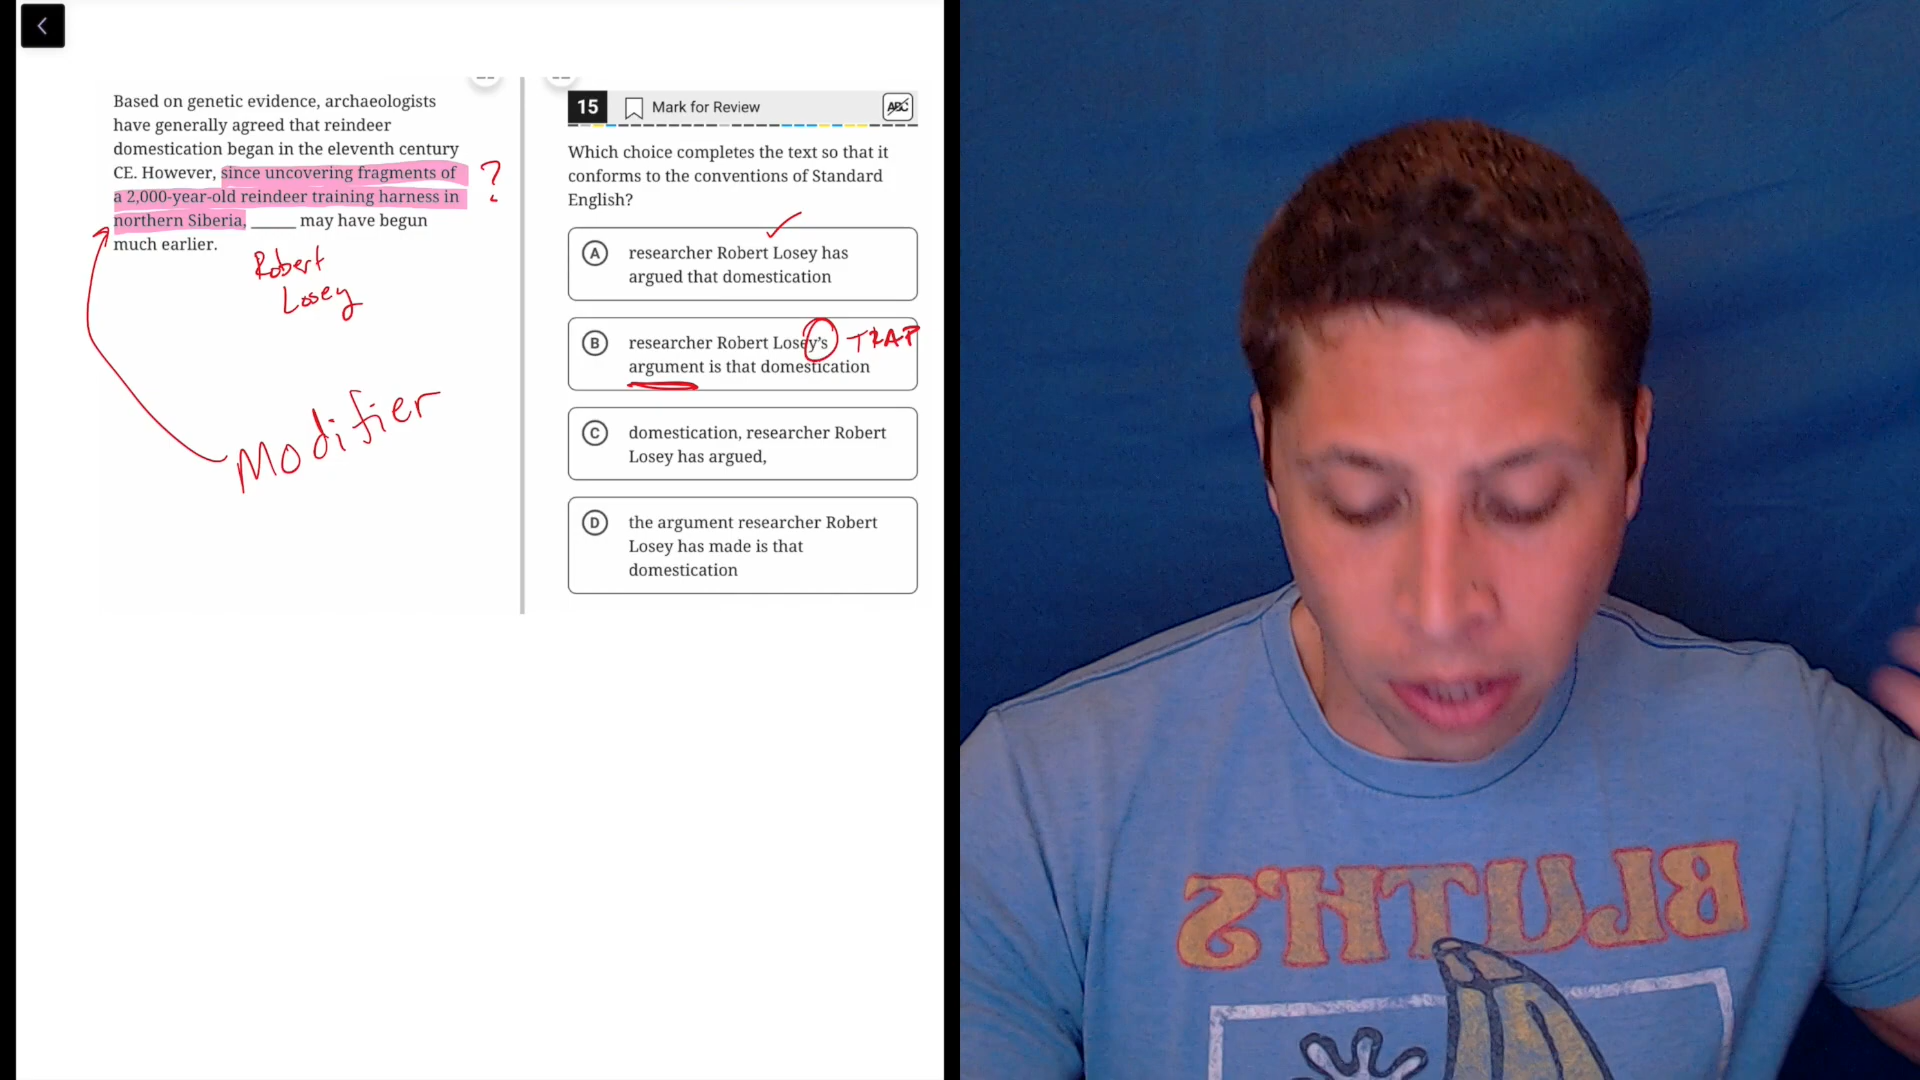 Based on genetic evidence, archaeologists
have generally agreed that reindeer
domestication began in the eleventh century
CE. However, since uncovering fragments of
a 2,000-year-old reindeer training harness in
northern Siberia, ______ may have begun
much earlier.
?
Robert
Losey
Modifier
15 Mark for Review ABC
Which choice completes the text so that it
conforms to the conventions of Standard
English?
A researcher Robert Losey has
argued that domestication
B researcher Robert Losey’s
argument is that domestication
TRAP
C domestication, researcher Robert
Losey has argued,
D the argument researcher Robert
Losey has made is that
domestication
BLUTH'S